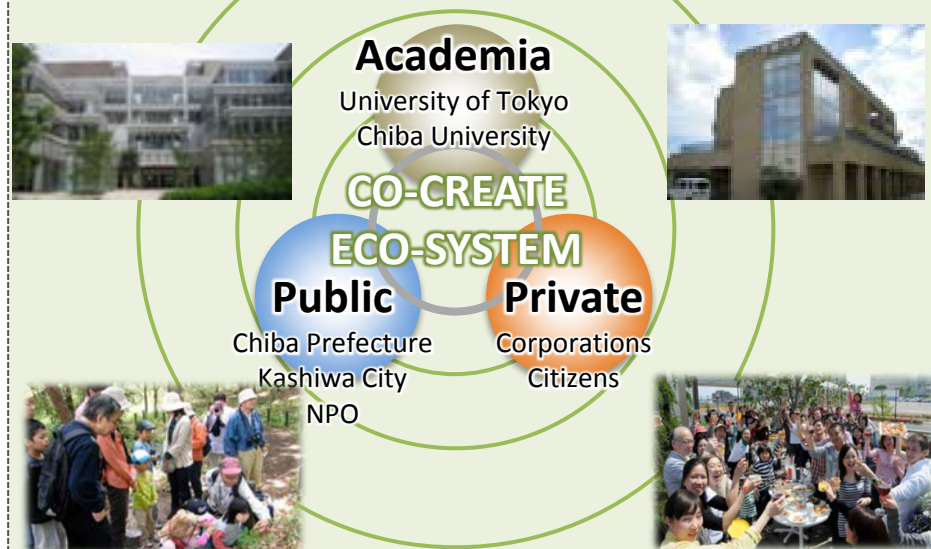 Academia
University of Tokyo
Chiba University
CO-CREATE
ECO-SYSTEM
Public
Chiba Prefecture
Kashiwa City
NPO
Private
Corporations
Citizens